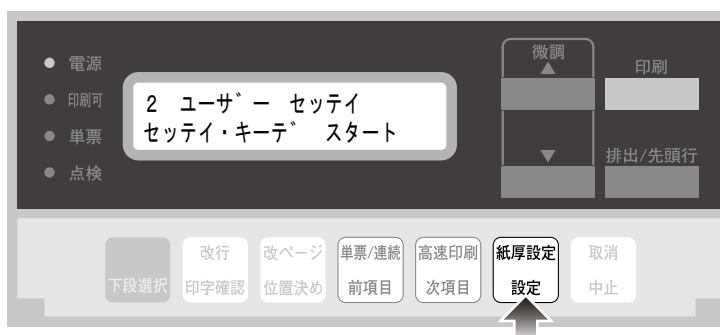 微調
▲
電源
印刷
印刷可
2 ユーザー セッテイ
セッテイ・キーデ スタート
単票
▼
排出/先頭行
点検
改行
改ページ
単票/連続
高速印刷
紙厚設定
取消
下段選択
印字確認
位置決め
前項目
次項目
設定
中止